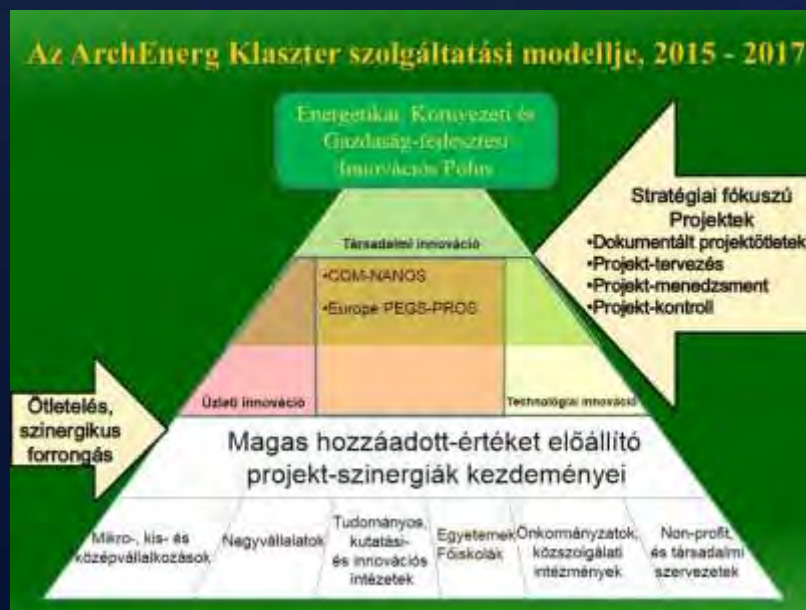 Az ArchEnerg Klaszter szolgáltatási modellje, 2015 - 2017
Energetikai Környezeti és
Gazdaság-fejlesztési
Innovációs Pólus
Stratégiai fókuszú
Projektek
•Dokumentált projektötletek
•Projekt-tervezés
•Projekt-menedzsment
•Projekt-kontroll
Társadalmi innováció
•COM-NANOS
•Europe PEGS-PROS
Üzleti innováció
Technológiai innováció
Ötletelés,
szinergikus
forrongás
Magas hozzáadott-értéket előállító
projekt-szinergiák kezdeményei
Mikro-, kis- és
középvállalkozások
Nagyvállalatok
Tudományos,
kutatási-
és innovációs
intézetek
Egyetemek
Főiskolák
Önkormányzatok,
közszolgálati
intézmények
Non-profit,
és társadalmi
szervezetek